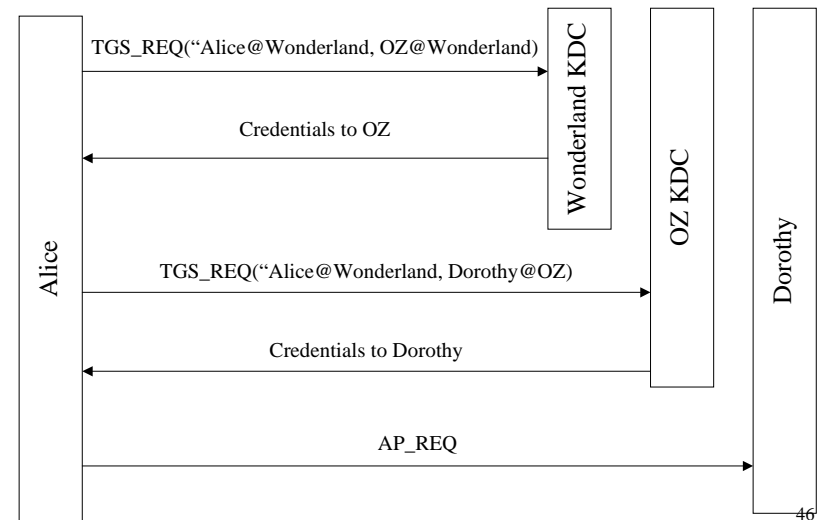 TGS_REQ(“Alice@Wonderland, OZ@Wonderland)
Wonderland KDC
Credentials to OZ
OZ KDC
Alice
Dorothy
TGS_REQ(“Alice@Wonderland, Dorothy@OZ)
Credentials to Dorothy
AP_REQ
46